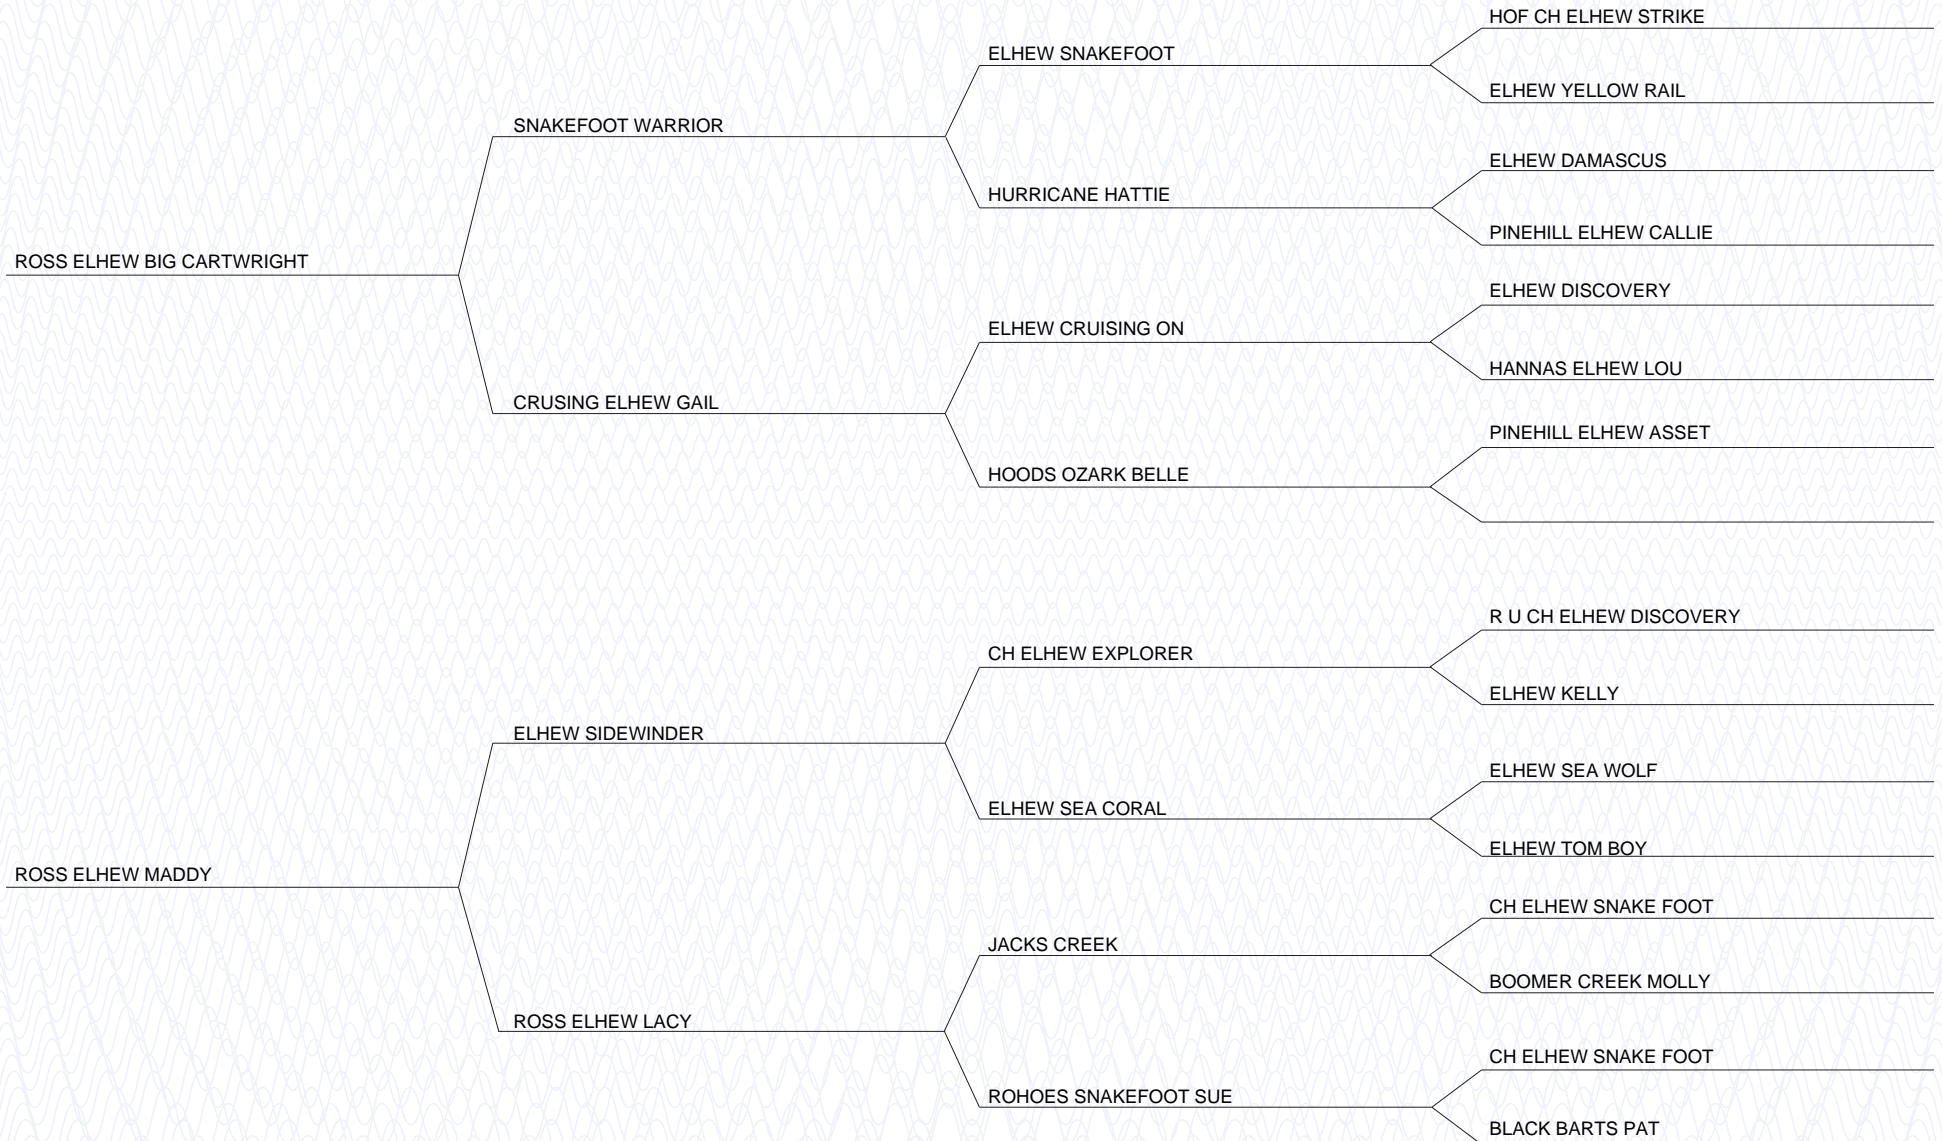 HOF CH ELHEW STRIKE
ELHEW SNAKEFOOT
ELHEW YELLOW RAIL
SNAKEFOOT WARRIOR
ELHEW DAMASCUS
HURRICANE HATTIE
PINEHILL ELHEW CALLIE
ROSS ELHEW BIG CARTWRIGHT
ELHEW DISCOVERY
ELHEW CRUISING ON
HANNAS ELHEW LOU
CRUSING ELHEW GAIL
PINEHILL ELHEW ASSET
HOODS OZARK BELLE
R U CH ELHEW DISCOVERY
CH ELHEW EXPLORER
ELHEW KELLY
ELHEW SIDEWINDER
ELHEW SEA WOLF
ELHEW SEA CORAL
ELHEW TOM BOY
ROSS ELHEW MADDY
CH ELHEW SNAKE FOOT
JACKS CREEK
BOOMER CREEK MOLLY
ROSS ELHEW LACY
CH ELHEW SNAKE FOOT
ROHOES SNAKEFOOT SUE
BLACK BARTS PAT